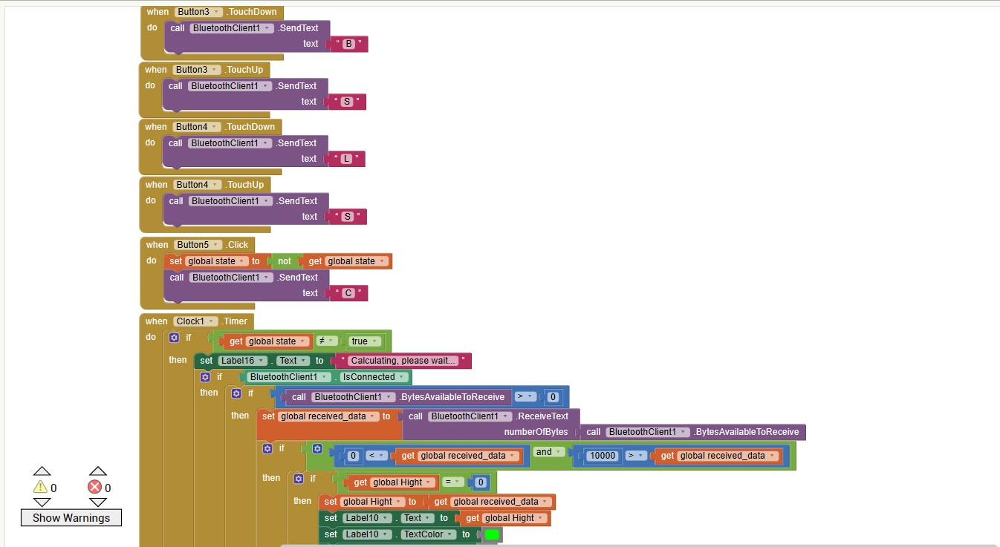 when Button3 .TouchDown
do call BluetoothClient1 .SendText
text " B "
when Button3 .TouchUp
do call BluetoothClient1 .SendText
text " S "
when Button4 .TouchDown
do call BluetoothClient1 .SendText
text " L "
when Button4 .TouchUp
do call BluetoothClient1 .SendText
text " S "
when Button5 .Click
do set global state to not get global state
call BluetoothClient1 .SendText
text " C "
when Clock1 .Timer
do if get global state ≠ true
then set Label16 . Text to " Calculating, please wait... "
if BluetoothClient1 . IsConnected
then if call BluetoothClient1 .BytesAvailableToReceive > 0
then set global received_data to call BluetoothClient1 .ReceiveText
numberOfBytes call BluetoothClient1 .BytesAvailableToReceive
if 0 < get global received_data and 10000 > get global received_data
then if get global Hight = 0
then set global Hight to get global received_data
set Label10 . Text to get global Hight
set Label10 . TextColor to
0 0
Show Warnings